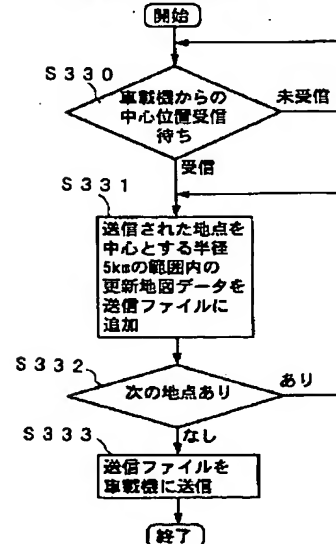 開始
S330
車載機からの
中心位置受信
待ち
未受信
受信
S331
送信された地点を
中心とする半径
5kmの範囲内の
更新地図データを
送信ファイルに
追加
S332
次の地点あり
あり
なし
S333
送信ファイルを
車載機に送信
終了